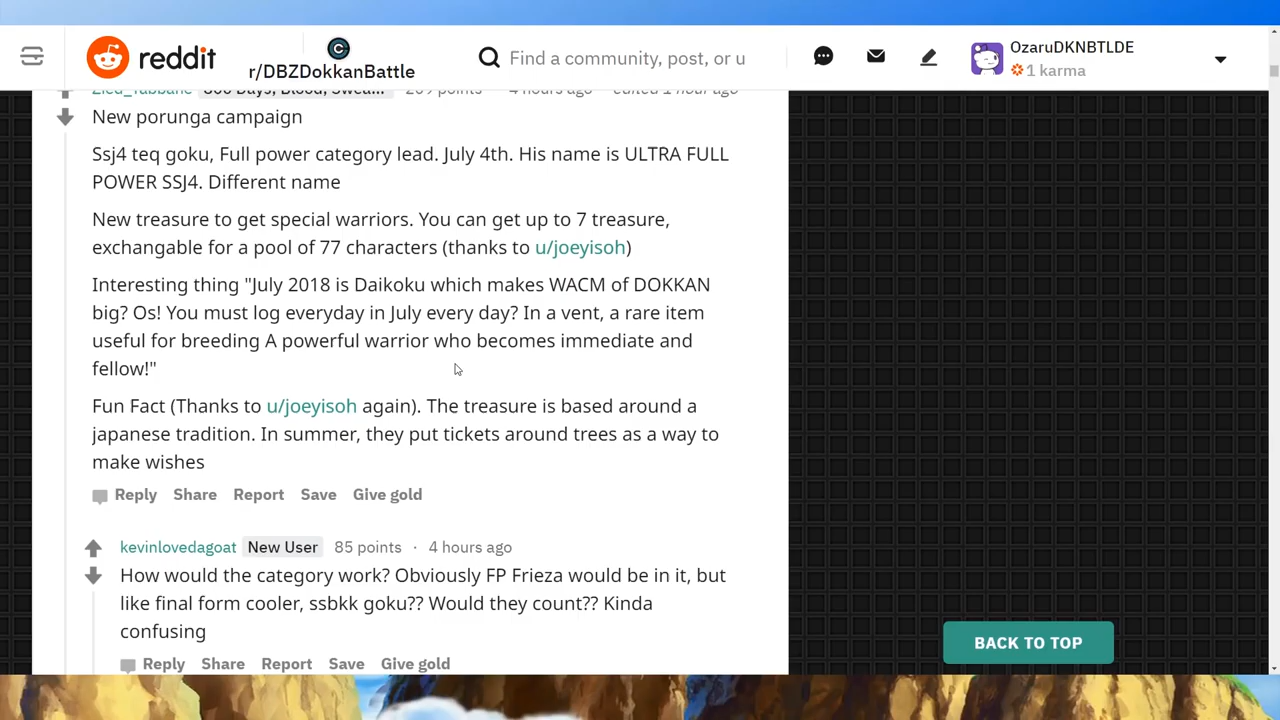 reddit
r/DBZDokkanBattle
Find a community, post, or u
OzaruDKNBTLDE
1 karma
4 hours ago
edited 1 hour ago
New porunga campaign
Ssj4 teq goku, Full power category lead. July 4th. His name is ULTRA FULL
POWER SSJ4. Different name
New treasure to get special warriors. You can get up to 7 treasure,
exchangable for a pool of 77 characters (thanks to u/joeyisoh)
Interesting thing "July 2018 is Daikoku which makes WACM of DOKKAN
big? Os! You must log everyday in July every day? In a vent, a rare item
useful for breeding A powerful warrior who becomes immediate and
fellow!"
Fun Fact (Thanks to u/joeyisoh again). The treasure is based around a
japanese tradition. In summer, they put tickets around trees as a way to
make wishes
Reply Share Report Save Give gold
kevinlovedagoat New User 85 points · 4 hours ago
How would the category work? Obviously FP Frieza would be in it, but
like final form cooler, ssbkk goku?? Would they count?? Kinda
confusing
Reply Share Report Save Give gold
BACK TO TOP